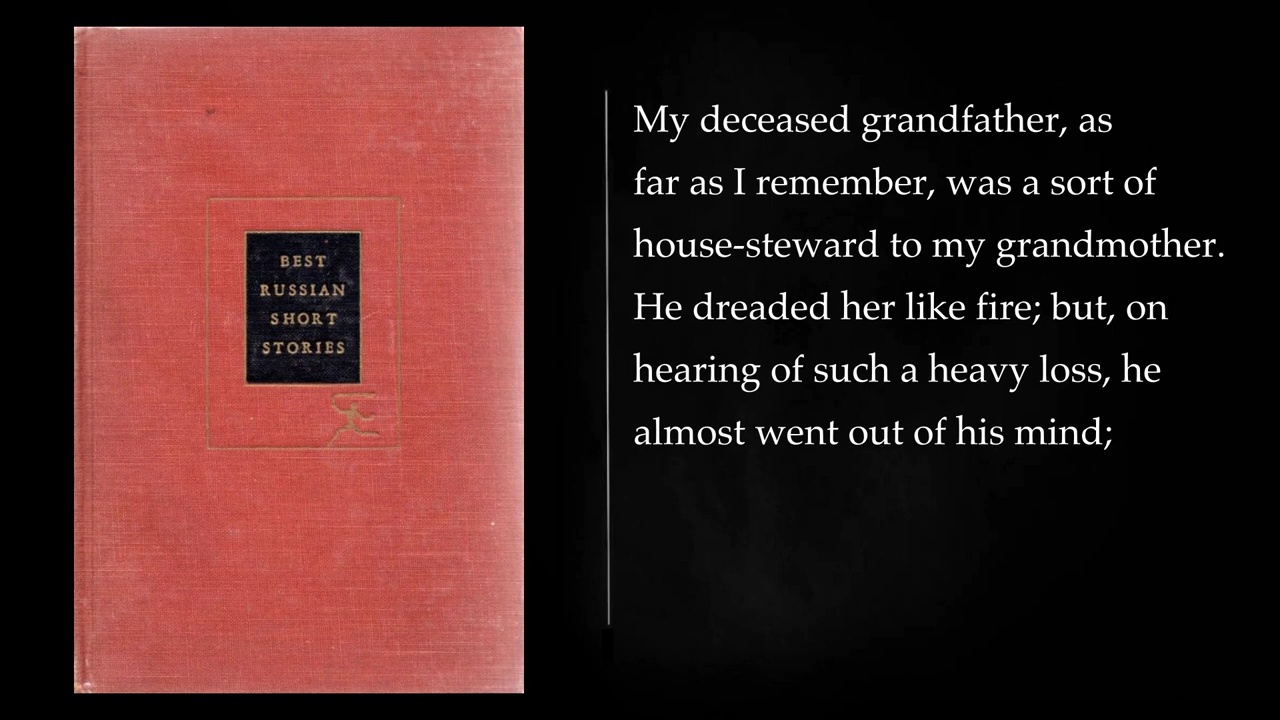 BEST
RUSSIAN
SHORT
STORIES
My deceased grandfather, as
far as I remember, was a sort of
house-steward to my grandmother.
He dreaded her like fire; but, on
hearing of such a heavy loss, he
almost went out of his mind;